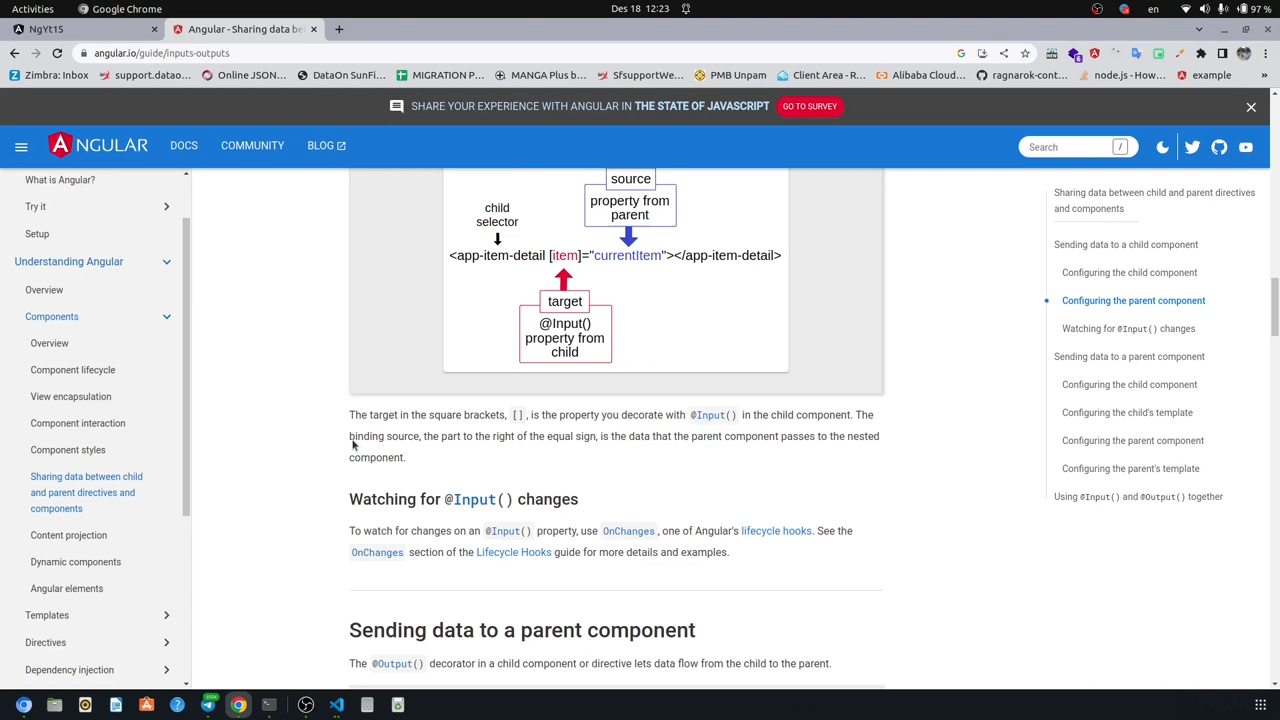 Activities
Google Chrome
Des 18 12:23
en
97 %
NgYt15
Angular - Sharing data be
angular.io/guide/inputs-outputs
Zimbra: Inbox
support.datao...
Online JSON...
DataOn SunFi...
MIGRATION P...
MANGA Plus b...
SfsupportWe...
PMB Unpam
Client Area - R...
Alibaba Cloud...
ragnarok-cont...
node.js - How...
example
SHARE YOUR EXPERIENCE WITH ANGULAR IN THE STATE OF JAVASCRIPT
GO TO SURVEY
ANGULAR
DOCS
COMMUNITY
BLOG
Search
/
What is Angular?
Try it
Setup
Understanding Angular
Overview
Components
Overview
Component lifecycle
View encapsulation
Component interaction
Component styles
Sharing data between child
and parent directives and
components
Content projection
Dynamic components
Angular elements
Templates
Directives
Dependency injection
source
property from
parent
child
selector
<app-item-detail [item]="currentItem"></app-item-detail>
target
@Input()
property from
child
The target in the square brackets, [], is the property you decorate with @Input() in the child component. The
binding source, the part to the right of the equal sign, is the data that the parent component passes to the nested
component.
Watching for @Input() changes
To watch for changes on an @Input() property, use OnChanges, one of Angular's lifecycle hooks. See the
OnChanges section of the Lifecycle Hooks guide for more details and examples.
Sending data to a parent component
The @Output() decorator in a child component or directive lets data flow from the child to the parent.
Sharing data between child and parent directives
and components
Sending data to a child component
Configuring the child component
Configuring the parent component
Watching for @Input() changes
Sending data to a parent component
Configuring the child component
Configuring the child's template
Configuring the parent component
Configuring the parent's template
Using @Input() and @Output() together